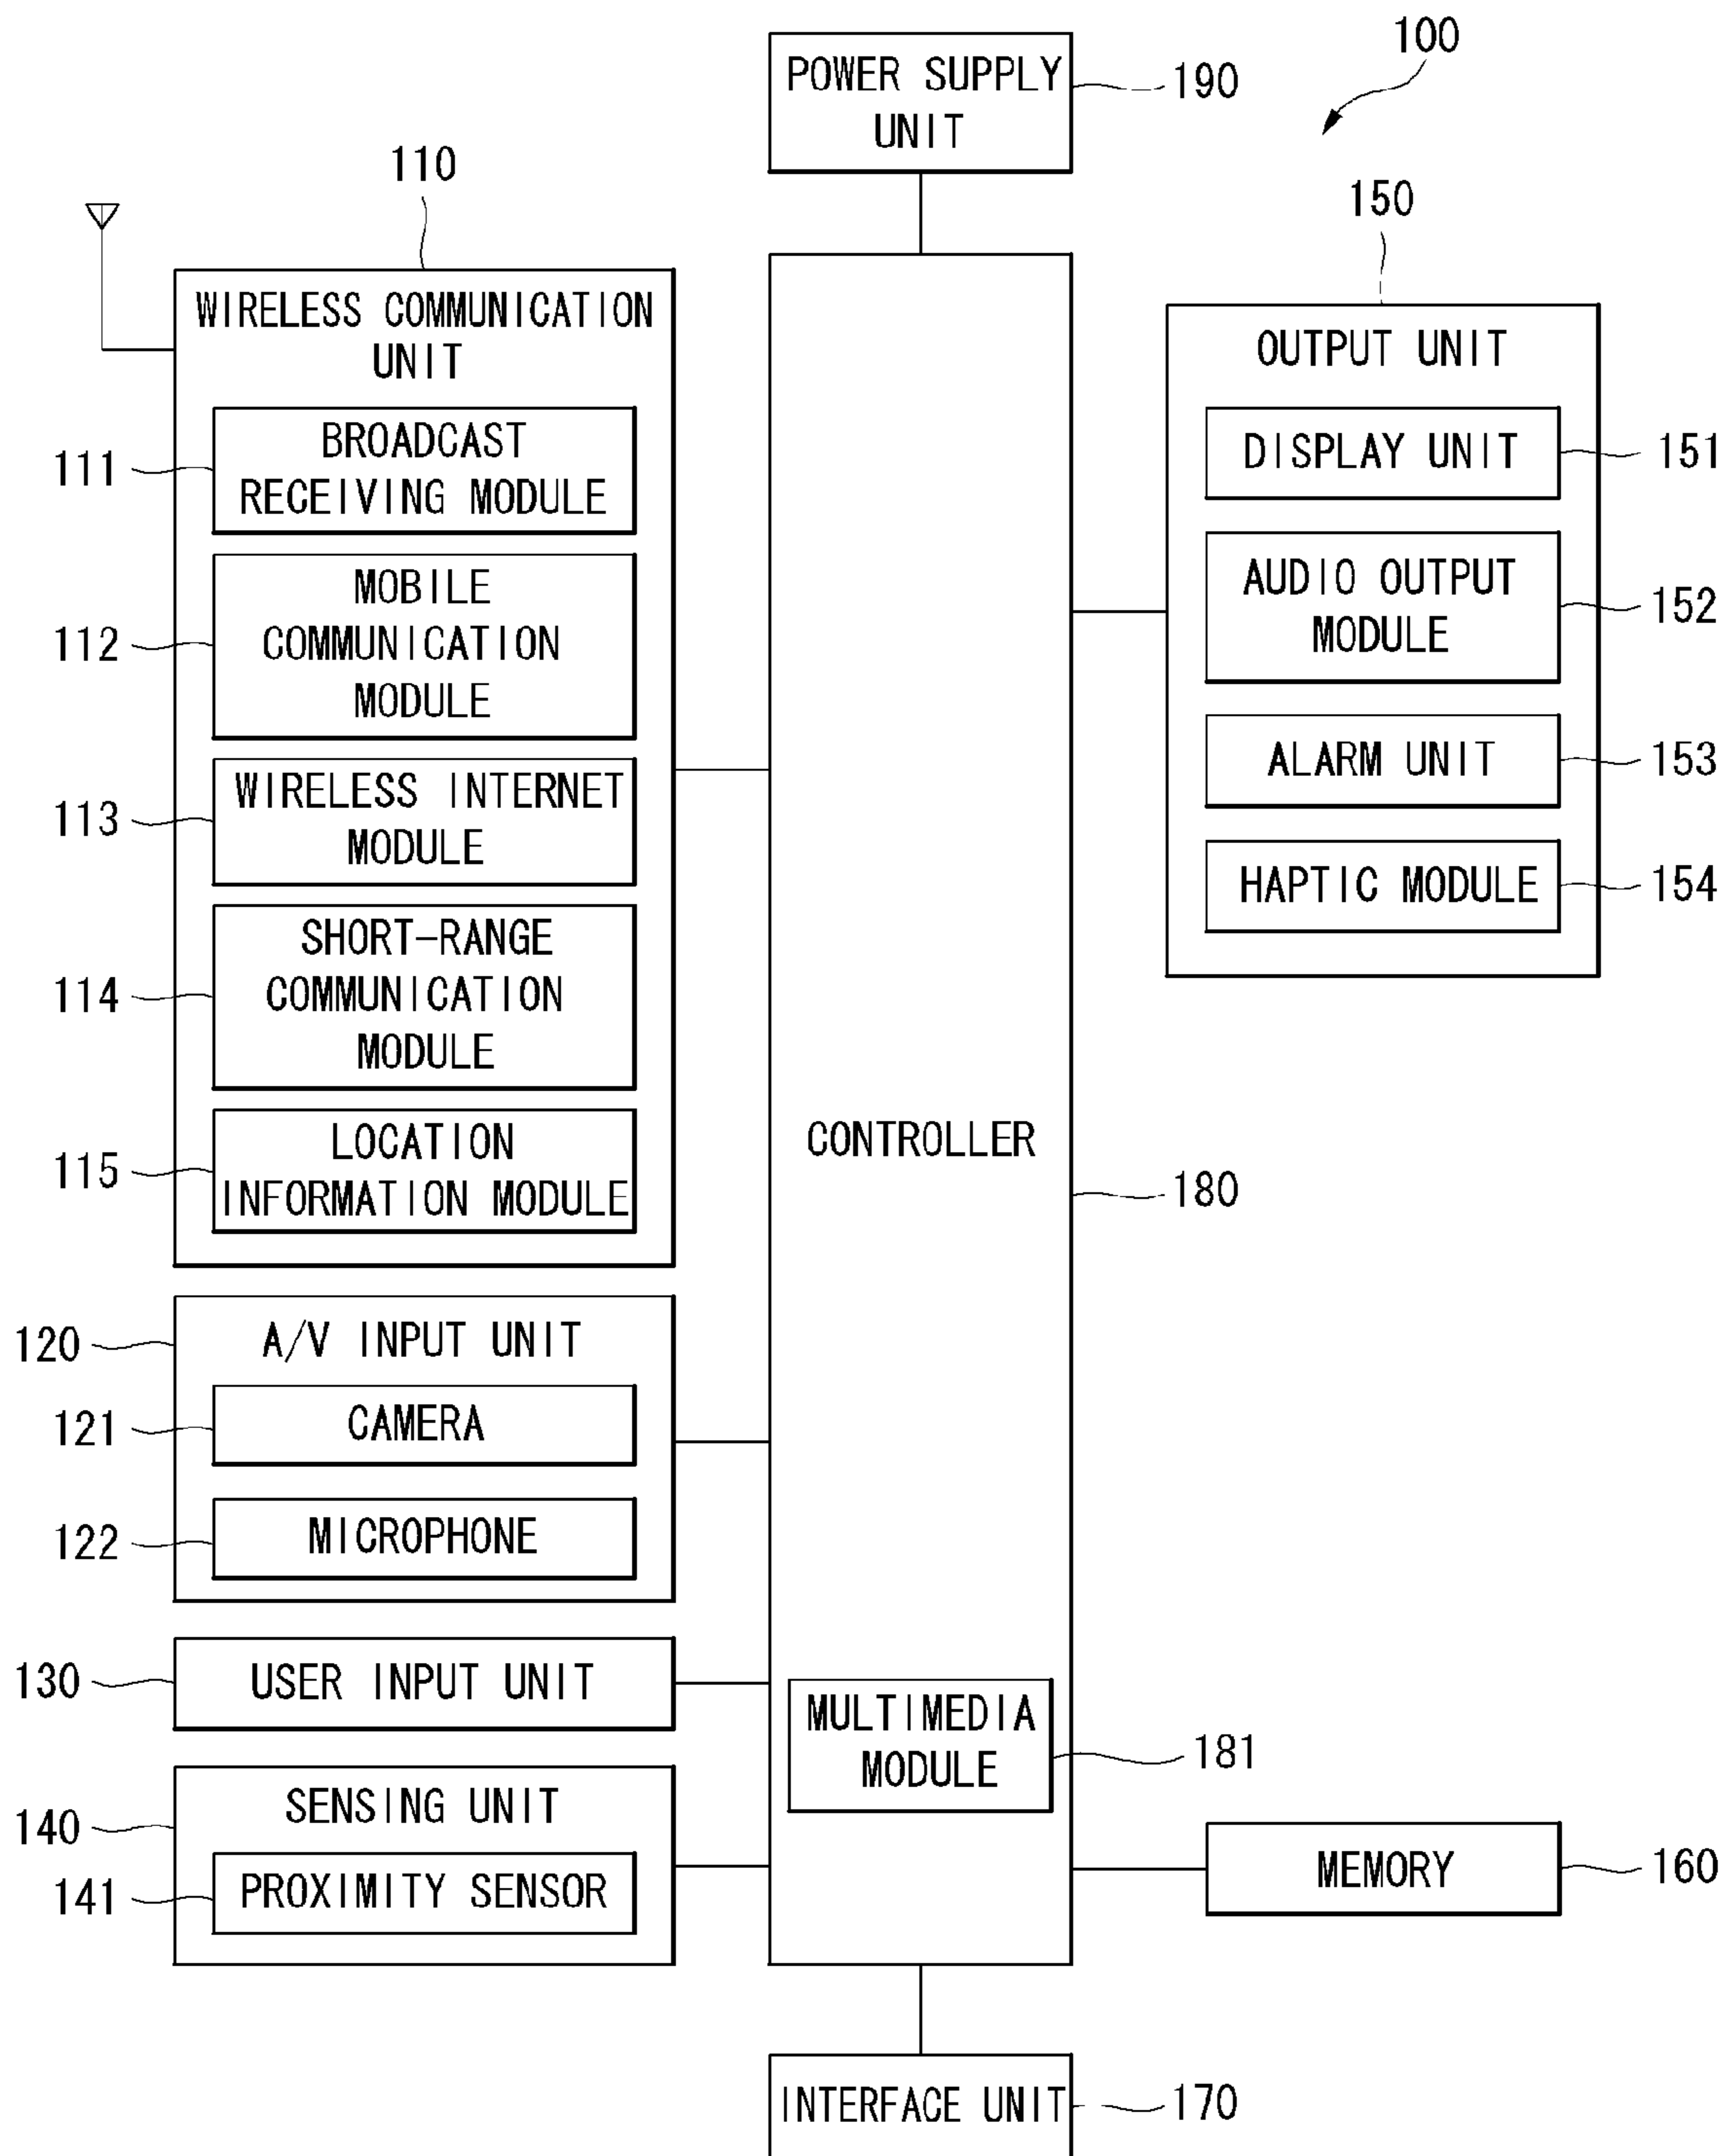 100
POWER SUPPLY
UNIT
190
110
WIRELESS COMMUNICATION
UNIT
111
BROADCAST
RECEIVING MODULE
112
MOBILE
COMMUNICATION
MODULE
113
WIRELESS INTERNET
MODULE
114
SHORT-RANGE
COMMUNICATION
MODULE
115
LOCATION
INFORMATION MODULE
120
A/V INPUT UNIT
121
CAMERA
122
MICROPHONE
130
USER INPUT UNIT
140
SENSING UNIT
141
PROXIMITY SENSOR
CONTROLLER
180
MULTIMEDIA
MODULE
181
150
OUTPUT UNIT
DISPLAY UNIT
151
AUDIO OUTPUT
MODULE
152
ALARM UNIT
153
HAPTIC MODULE
154
MEMORY
160
INTERFACE UNIT
170